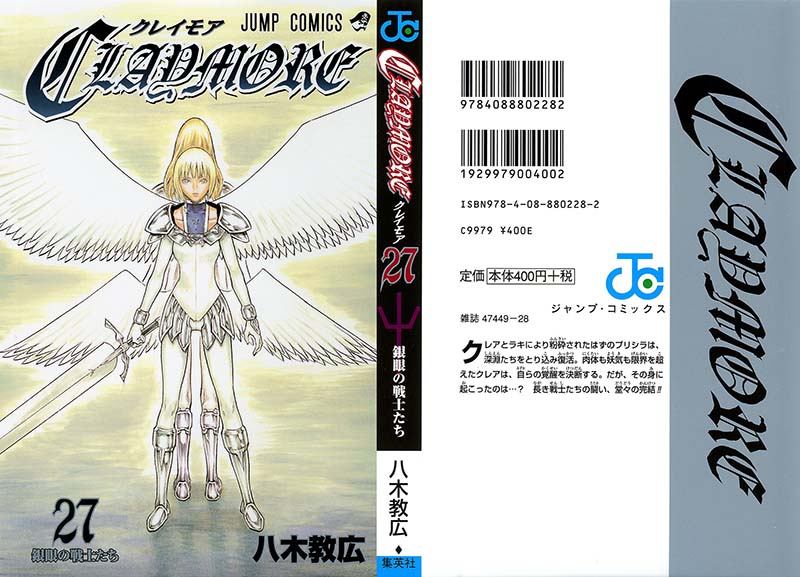 クレイモア
JUMP COMICS
CLAYMORE
27
銀眼の戦士たち
八木教広
JC
CLAYMORE
クレイモア
27
銀眼の戦士たち
八木教広
集英社
9784088802282
1929979004002
ISBN978-4-08-880228-2
C9979 ¥400E
定価 本体400円+税
JC
ジャンプ・コミックス
雑誌 47449-28
クレアとラキにより粉砕されたはずのプリシラは、
深淵たちをとり込み復活。肉体も妖気も限界を超
えたクレアは、自らの覚醒を決断する。だが、その身に
起こったのは…? 長き戦士たちの闘い、堂々の完結!!
CLAYMORE